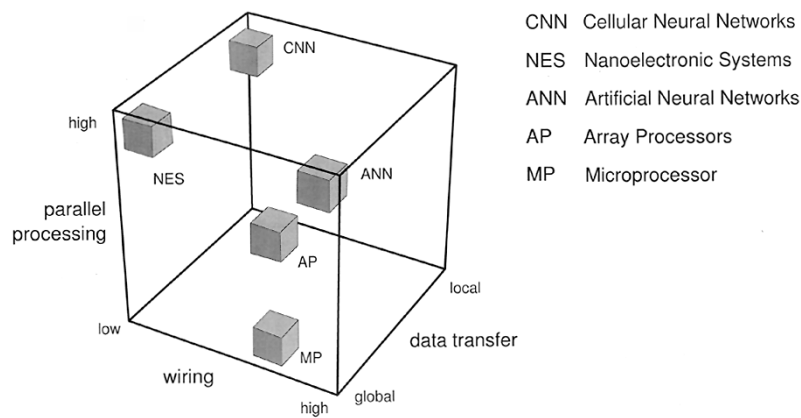 CNN
high
NES
ANN
parallel
processing
AP
local
low
MP
data transfer
wiring
high
global
CNN Cellular Neural Networks
NES Nanoelectronic Systems
ANN Artificial Neural Networks
AP Array Processors
MP Microprocessor